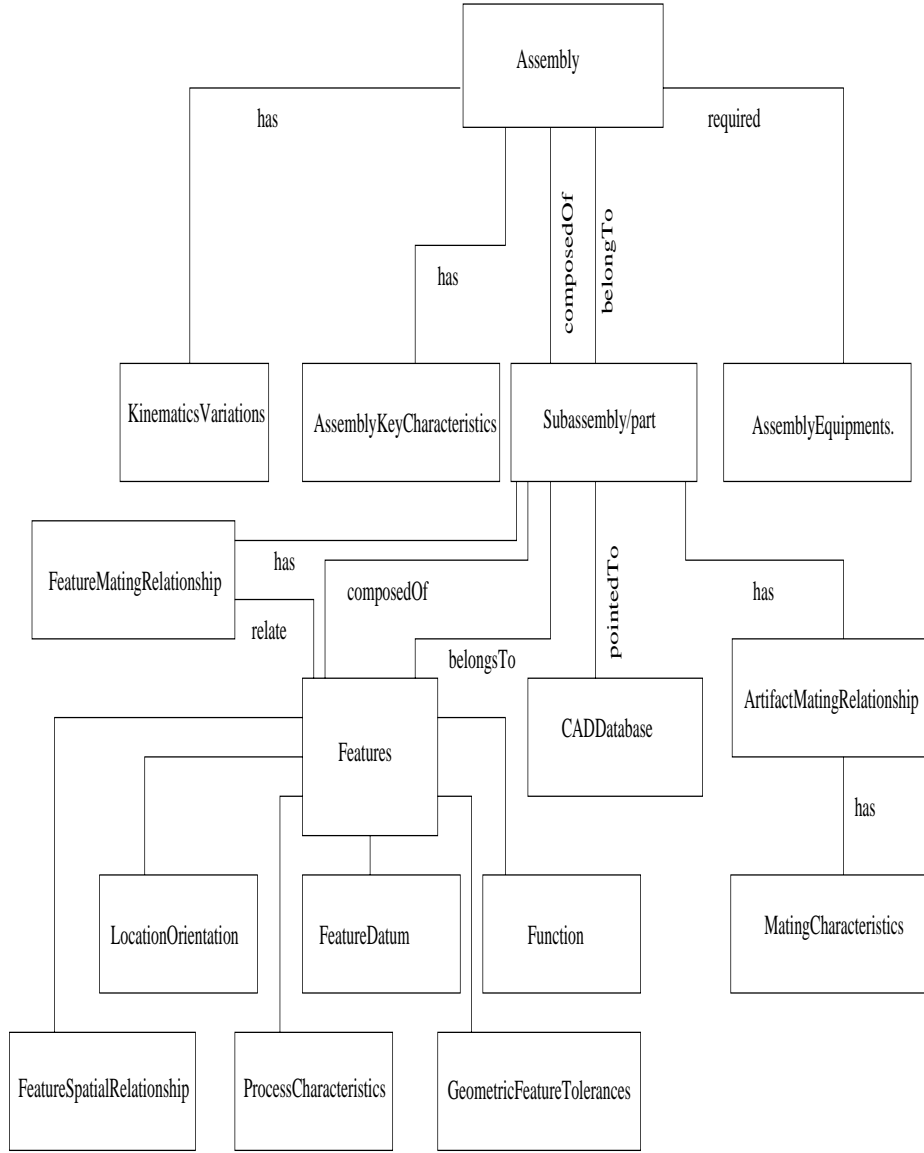 Assembly
has
required
composedOf
belongTo
has
KinematicsVariations
AssemblyKeyCharacteristics
Subassembly/part
AssemblyEquipments.
FeatureMatingRelationship
has
composedOf
pointedTo
has
relate
belongsTo
Features
CADDatabase
ArtifactMatingRelationship
has
LocationOrientation
FeatureDatum
Function
MatingCharacteristics
FeatureSpatialRelationship
ProcessCharacteristics
GeometricFeatureTolerances